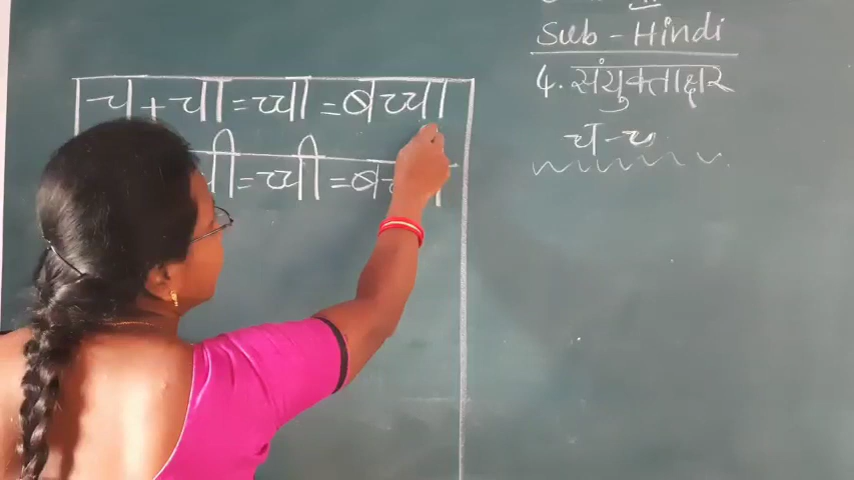 च + चा = च्चा = बच्चा
ची = च्ची =
Sub - Hindi
4. संयुक्ताक्षर
च - च्